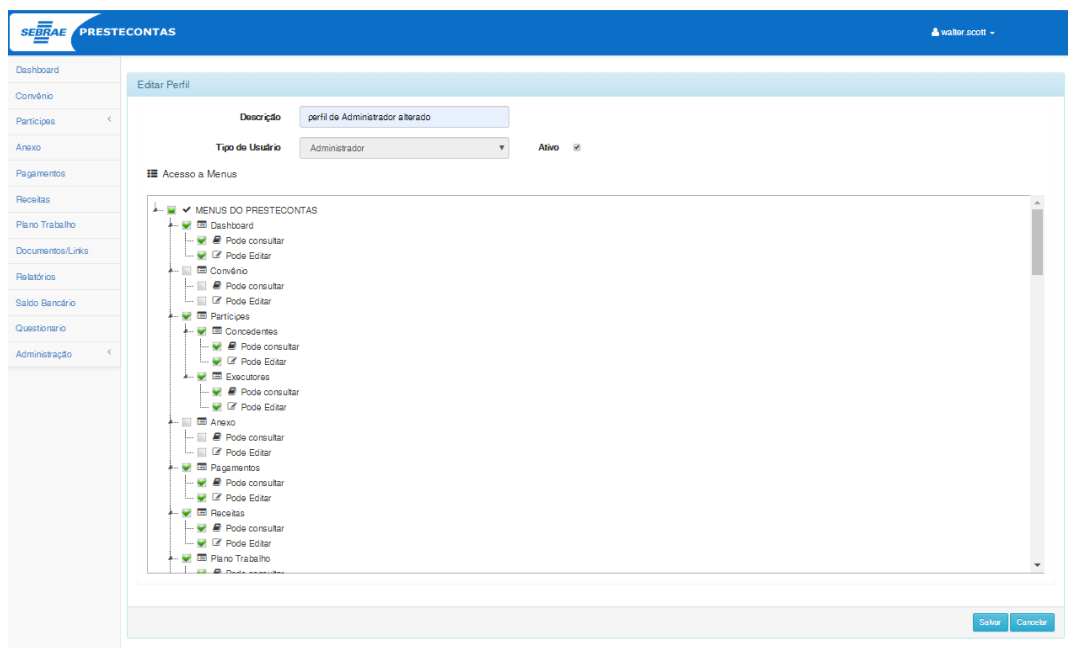 SEBRAE PRESTECONTAS
walter.scott
Dashboard
Convênio
Partícipes
Anexo
Pagamentos
Receitas
Plano Trabalho
Documentos/Links
Relatórios
Saldo Bancário
Questionario
Administração
Editar Perfil
Descrição perfil de Administrador alterado
Tipo de Usuário Administrador Ativo
Acesso a Menus
MENUS DO PRESTECONTAS
Dashboard
Pode consultar
Pode Editar
Convênio
Pode consultar
Pode Editar
Partícipes
Concedentes
Pode consultar
Pode Editar
Executores
Pode consultar
Pode Editar
Anexo
Pode consultar
Pode Editar
Pagamentos
Pode consultar
Pode Editar
Receitas
Pode consultar
Pode Editar
Plano Trabalho
Pode consultar
Salvar Cancelar